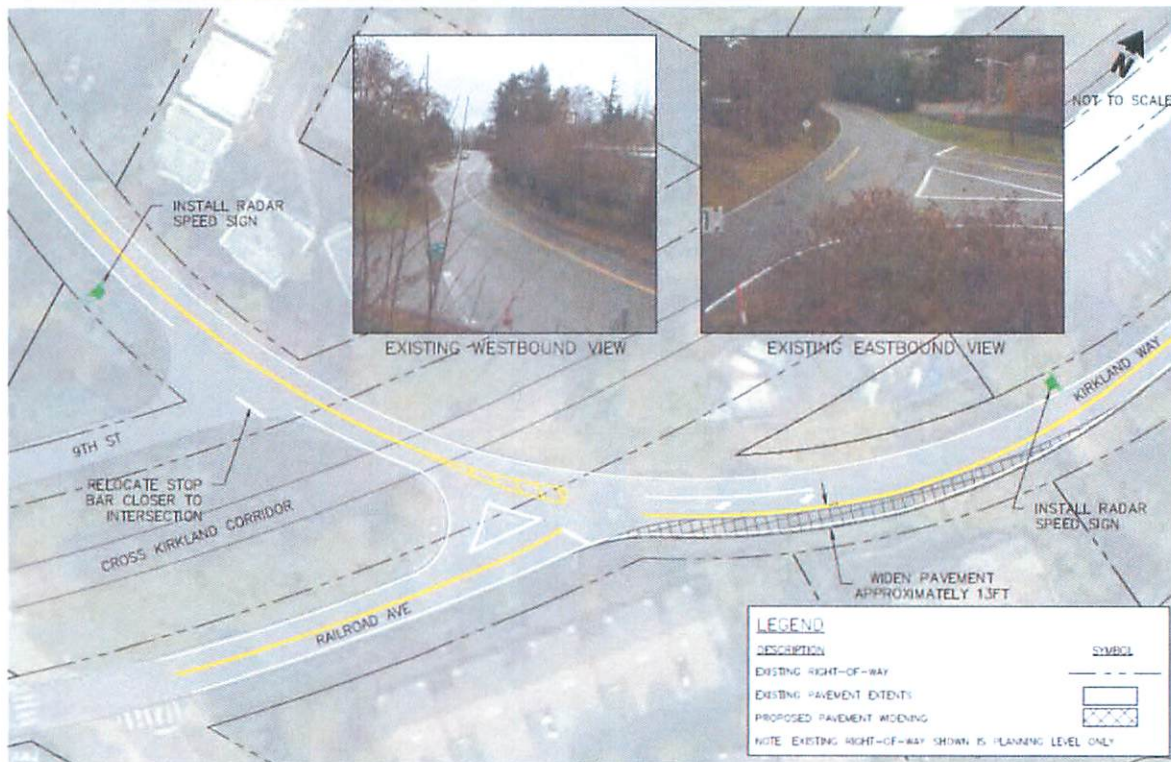 NOT TO SCALE
INSTALL RADAR
SPEED SIGN
EXISTING WESTBOUND VIEW
EXISTING EASTBOUND VIEW
KIRKLAND WAY
9TH ST
RELOCATE STOP
BAR CLOSER TO
INTERSECTION
CROSS KIRKLAND CORRIDOR
INSTALL RADAR
SPEED SIGN
WIDEN PAVEMENT
APPROXIMATELY 13FT
RAILROAD AVE
LEGEND
DESCRIPTION SYMBOL
EXISTING RIGHT-OF-WAY
EXISTING PAVEMENT EXTENTS
PROPOSED PAVEMENT WIDENING
NOTE EXISTING RIGHT-OF-WAY SHOWN IS PLANNING LEVEL ONLY